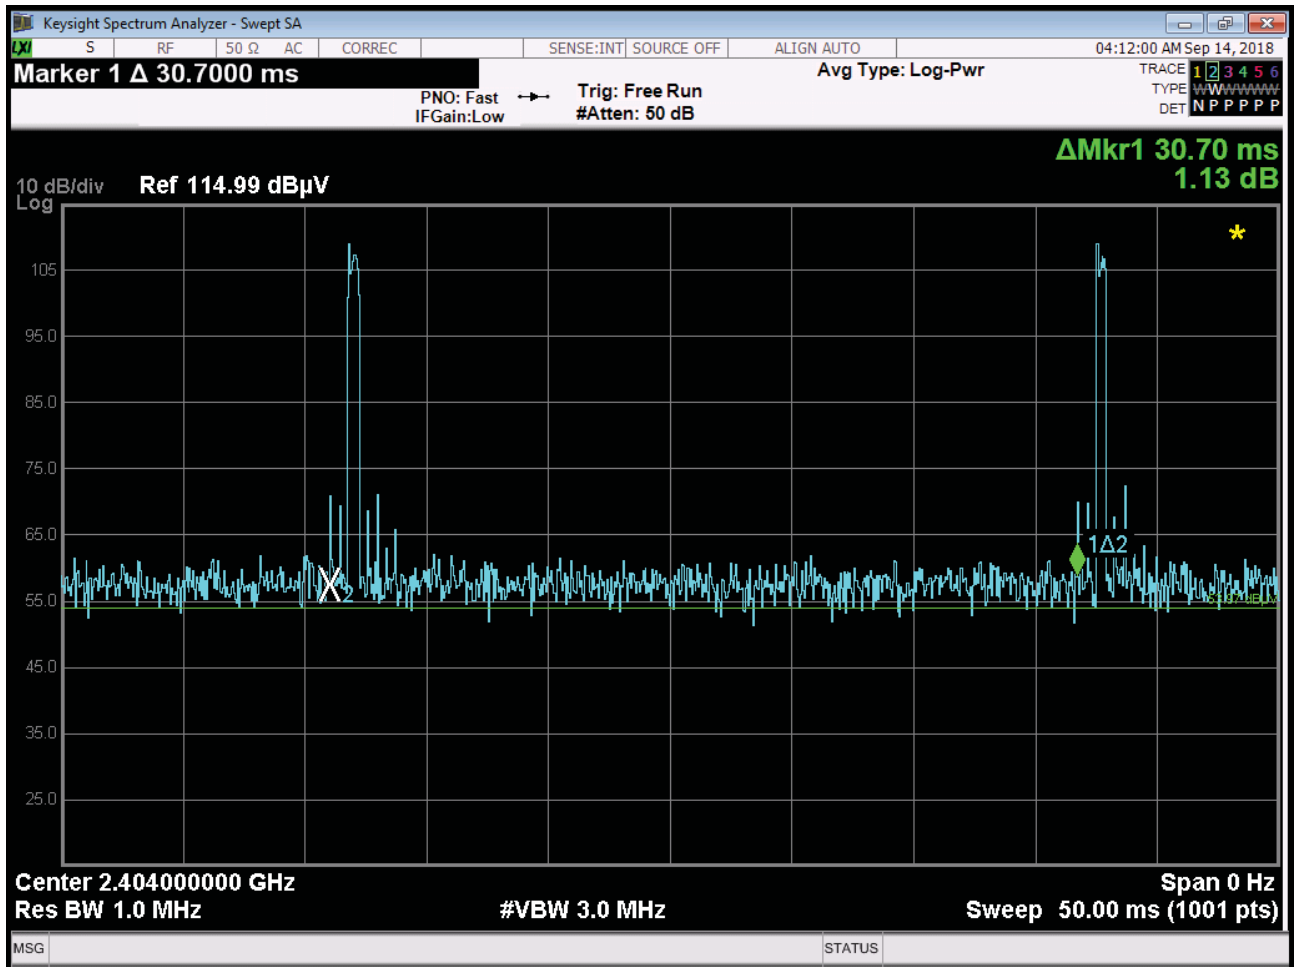 Keysight Spectrum Analyzer - Swept SA
LXI S RF 50 Ω AC CORREC SENSE:INT SOURCE OFF ALIGN AUTO 04:12:00 AM Sep 14, 2018
Marker 1 Δ 30.7000 ms
PNO: Fast
IFGain:Low
Trig: Free Run
#Atten: 50 dB
Avg Type: Log-Pwr
TRACE 1 2 3 4 5 6
TYPE WWWWWWW
DET N P P P P P
ΔMkr1 30.70 ms
1.13 dB
10 dB/div Ref 114.99 dBµV
Log
*
105
95.0
85.0
75.0
65.0
1Δ2
55.0
X2
45.0
35.0
25.0
Center 2.404000000 GHz Span 0 Hz
Res BW 1.0 MHz #VBW 3.0 MHz Sweep 50.00 ms (1001 pts)
MSG STATUS